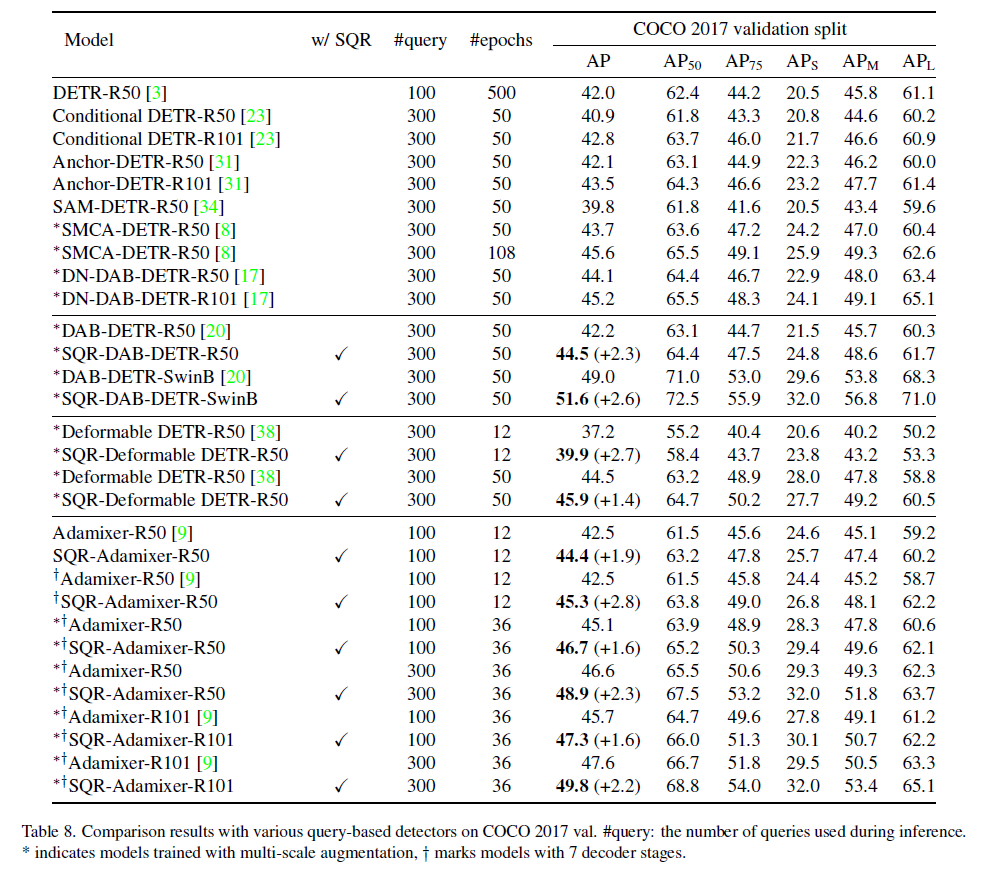 Model w/ SQR #query #epochs COCO 2017 validation split
AP AP50 AP75 APS APM APL
DETR-R50 [3] 100 500 42.0 62.4 44.2 20.5 45.8 61.1
Conditional DETR-R50 [23] 300 50 40.9 61.8 43.3 20.8 44.6 60.2
Conditional DETR-R101 [23] 300 50 42.8 63.7 46.0 21.7 46.6 60.9
Anchor-DETR-R50 [31] 300 50 42.1 63.1 44.9 22.3 46.2 60.0
Anchor-DETR-R101 [31] 300 50 43.5 64.3 46.6 23.2 47.7 61.4
SAM-DETR-R50 [34] 300 50 39.8 61.8 41.6 20.5 43.4 59.6
*SMCA-DETR-R50 [8] 300 50 43.7 63.6 47.2 24.2 47.0 60.4
*SMCA-DETR-R50 [8] 300 108 45.6 65.5 49.1 25.9 49.3 62.6
*DN-DAB-DETR-R50 [17] 300 50 44.1 64.4 46.7 22.9 48.0 63.4
*DN-DAB-DETR-R101 [17] 300 50 45.2 65.5 48.3 24.1 49.1 65.1
*DAB-DETR-R50 [20] 300 50 42.2 63.1 44.7 21.5 45.7 60.3
*SQR-DAB-DETR-R50 ✓ 300 50 44.5 (+2.3) 64.4 47.5 24.8 48.6 61.7
*DAB-DETR-SwinB [20] 300 50 49.0 71.0 53.0 29.6 53.8 68.3
*SQR-DAB-DETR-SwinB ✓ 300 50 51.6 (+2.6) 72.5 55.9 32.0 56.8 71.0
*Deformable DETR-R50 [38] 300 12 37.2 55.2 40.4 20.6 40.2 50.2
*SQR-Deformable DETR-R50 ✓ 300 12 39.9 (+2.7) 58.4 43.7 23.8 43.2 53.3
*Deformable DETR-R50 [38] 300 50 44.5 63.2 48.9 28.0 47.8 58.8
*SQR-Deformable DETR-R50 ✓ 300 50 45.9 (+1.4) 64.7 50.2 27.7 49.2 60.5
Adamixer-R50 [9] 100 12 42.5 61.5 45.6 24.6 45.1 59.2
SQR-Adamixer-R50 ✓ 100 12 44.4 (+1.9) 63.2 47.8 25.7 47.4 60.2
†Adamixer-R50 [9] 100 12 42.5 61.5 45.8 24.4 45.2 58.7
†SQR-Adamixer-R50 ✓ 100 12 45.3 (+2.8) 63.8 49.0 26.8 48.1 62.2
*†Adamixer-R50 100 36 45.1 63.9 48.9 28.3 47.8 60.6
*†SQR-Adamixer-R50 ✓ 100 36 46.7 (+1.6) 65.2 50.3 29.4 49.6 62.1
*†Adamixer-R50 300 36 46.6 65.5 50.6 29.3 49.3 62.3
*†SQR-Adamixer-R50 ✓ 300 36 48.9 (+2.3) 67.5 53.2 32.0 51.8 63.7
*†Adamixer-R101 [9] 100 36 45.7 64.7 49.6 27.8 49.1 61.2
*†SQR-Adamixer-R101 ✓ 100 36 47.3 (+1.6) 66.0 51.3 30.1 50.7 62.2
*†Adamixer-R101 [9] 300 36 47.6 66.7 51.8 29.5 50.5 63.3
*†SQR-Adamixer-R101 ✓ 300 36 49.8 (+2.2) 68.8 54.0 32.0 53.4 65.1
Table 8. Comparison results with various query-based detectors on COCO 2017 val. #query: the number of queries used during inference.
* indicates models trained with multi-scale augmentation, † marks models with 7 decoder stages.